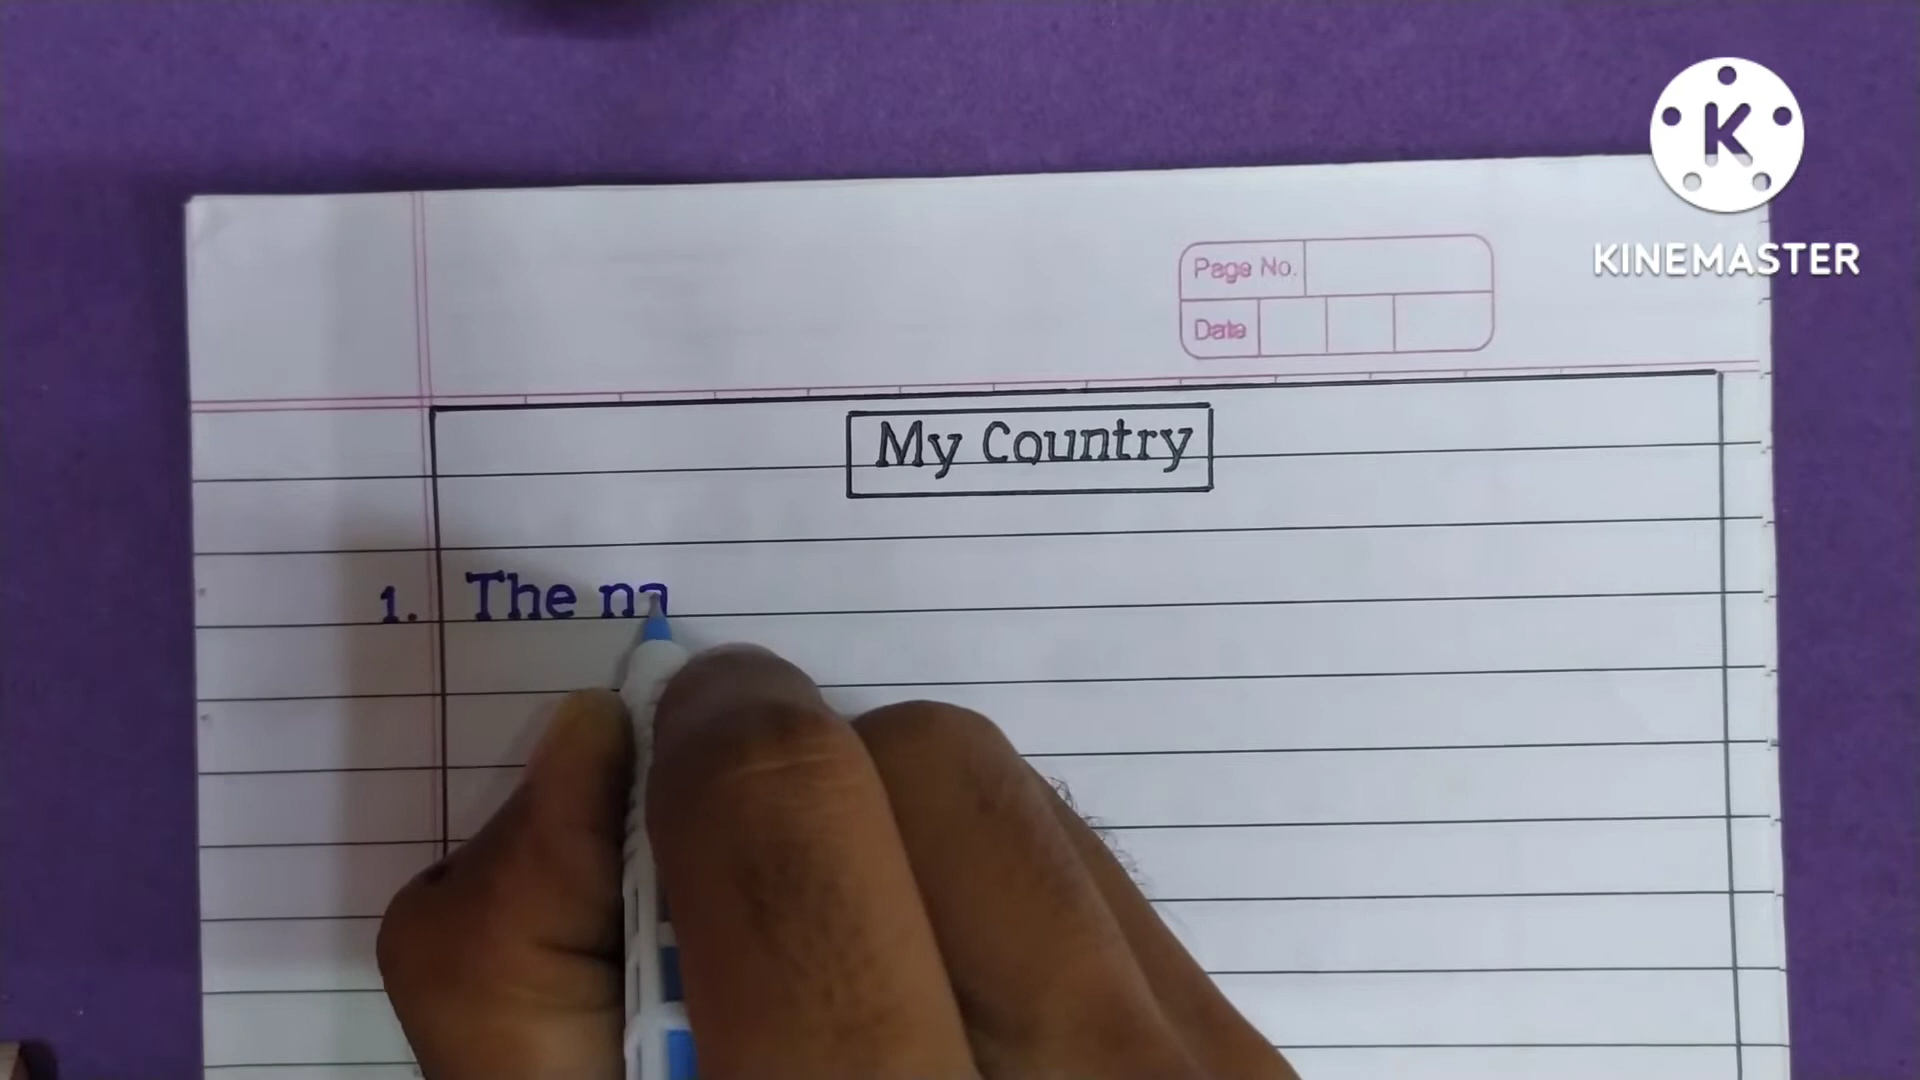 K
KINEMASTER
Page No.
Date
My Country
1. The na